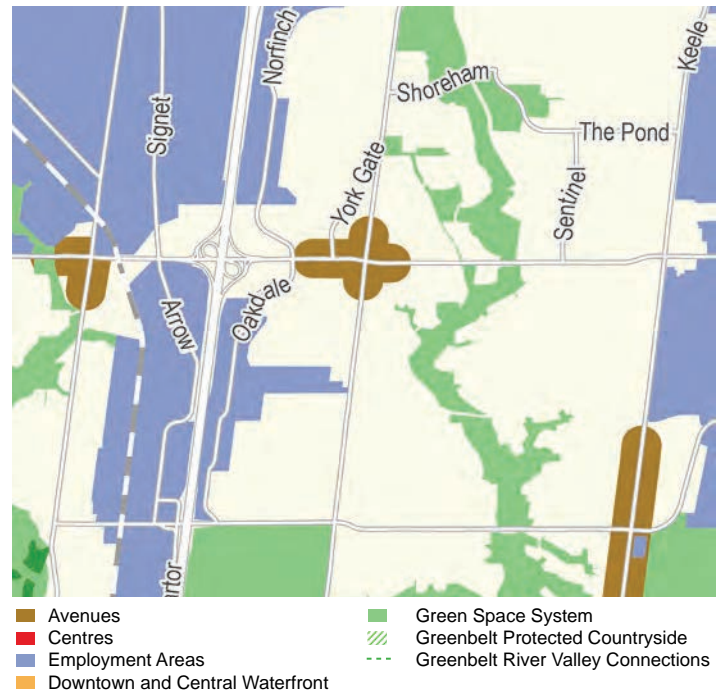 Norfinch
Keele
Shoreham
Signet
The Pond
York Gate
Sentinel
Oakdale
Arrow
Avenues
Centres
Employment Areas
Downtown and Central Waterfront
Green Space System
Greenbelt Protected Countryside
Greenbelt River Valley Connections